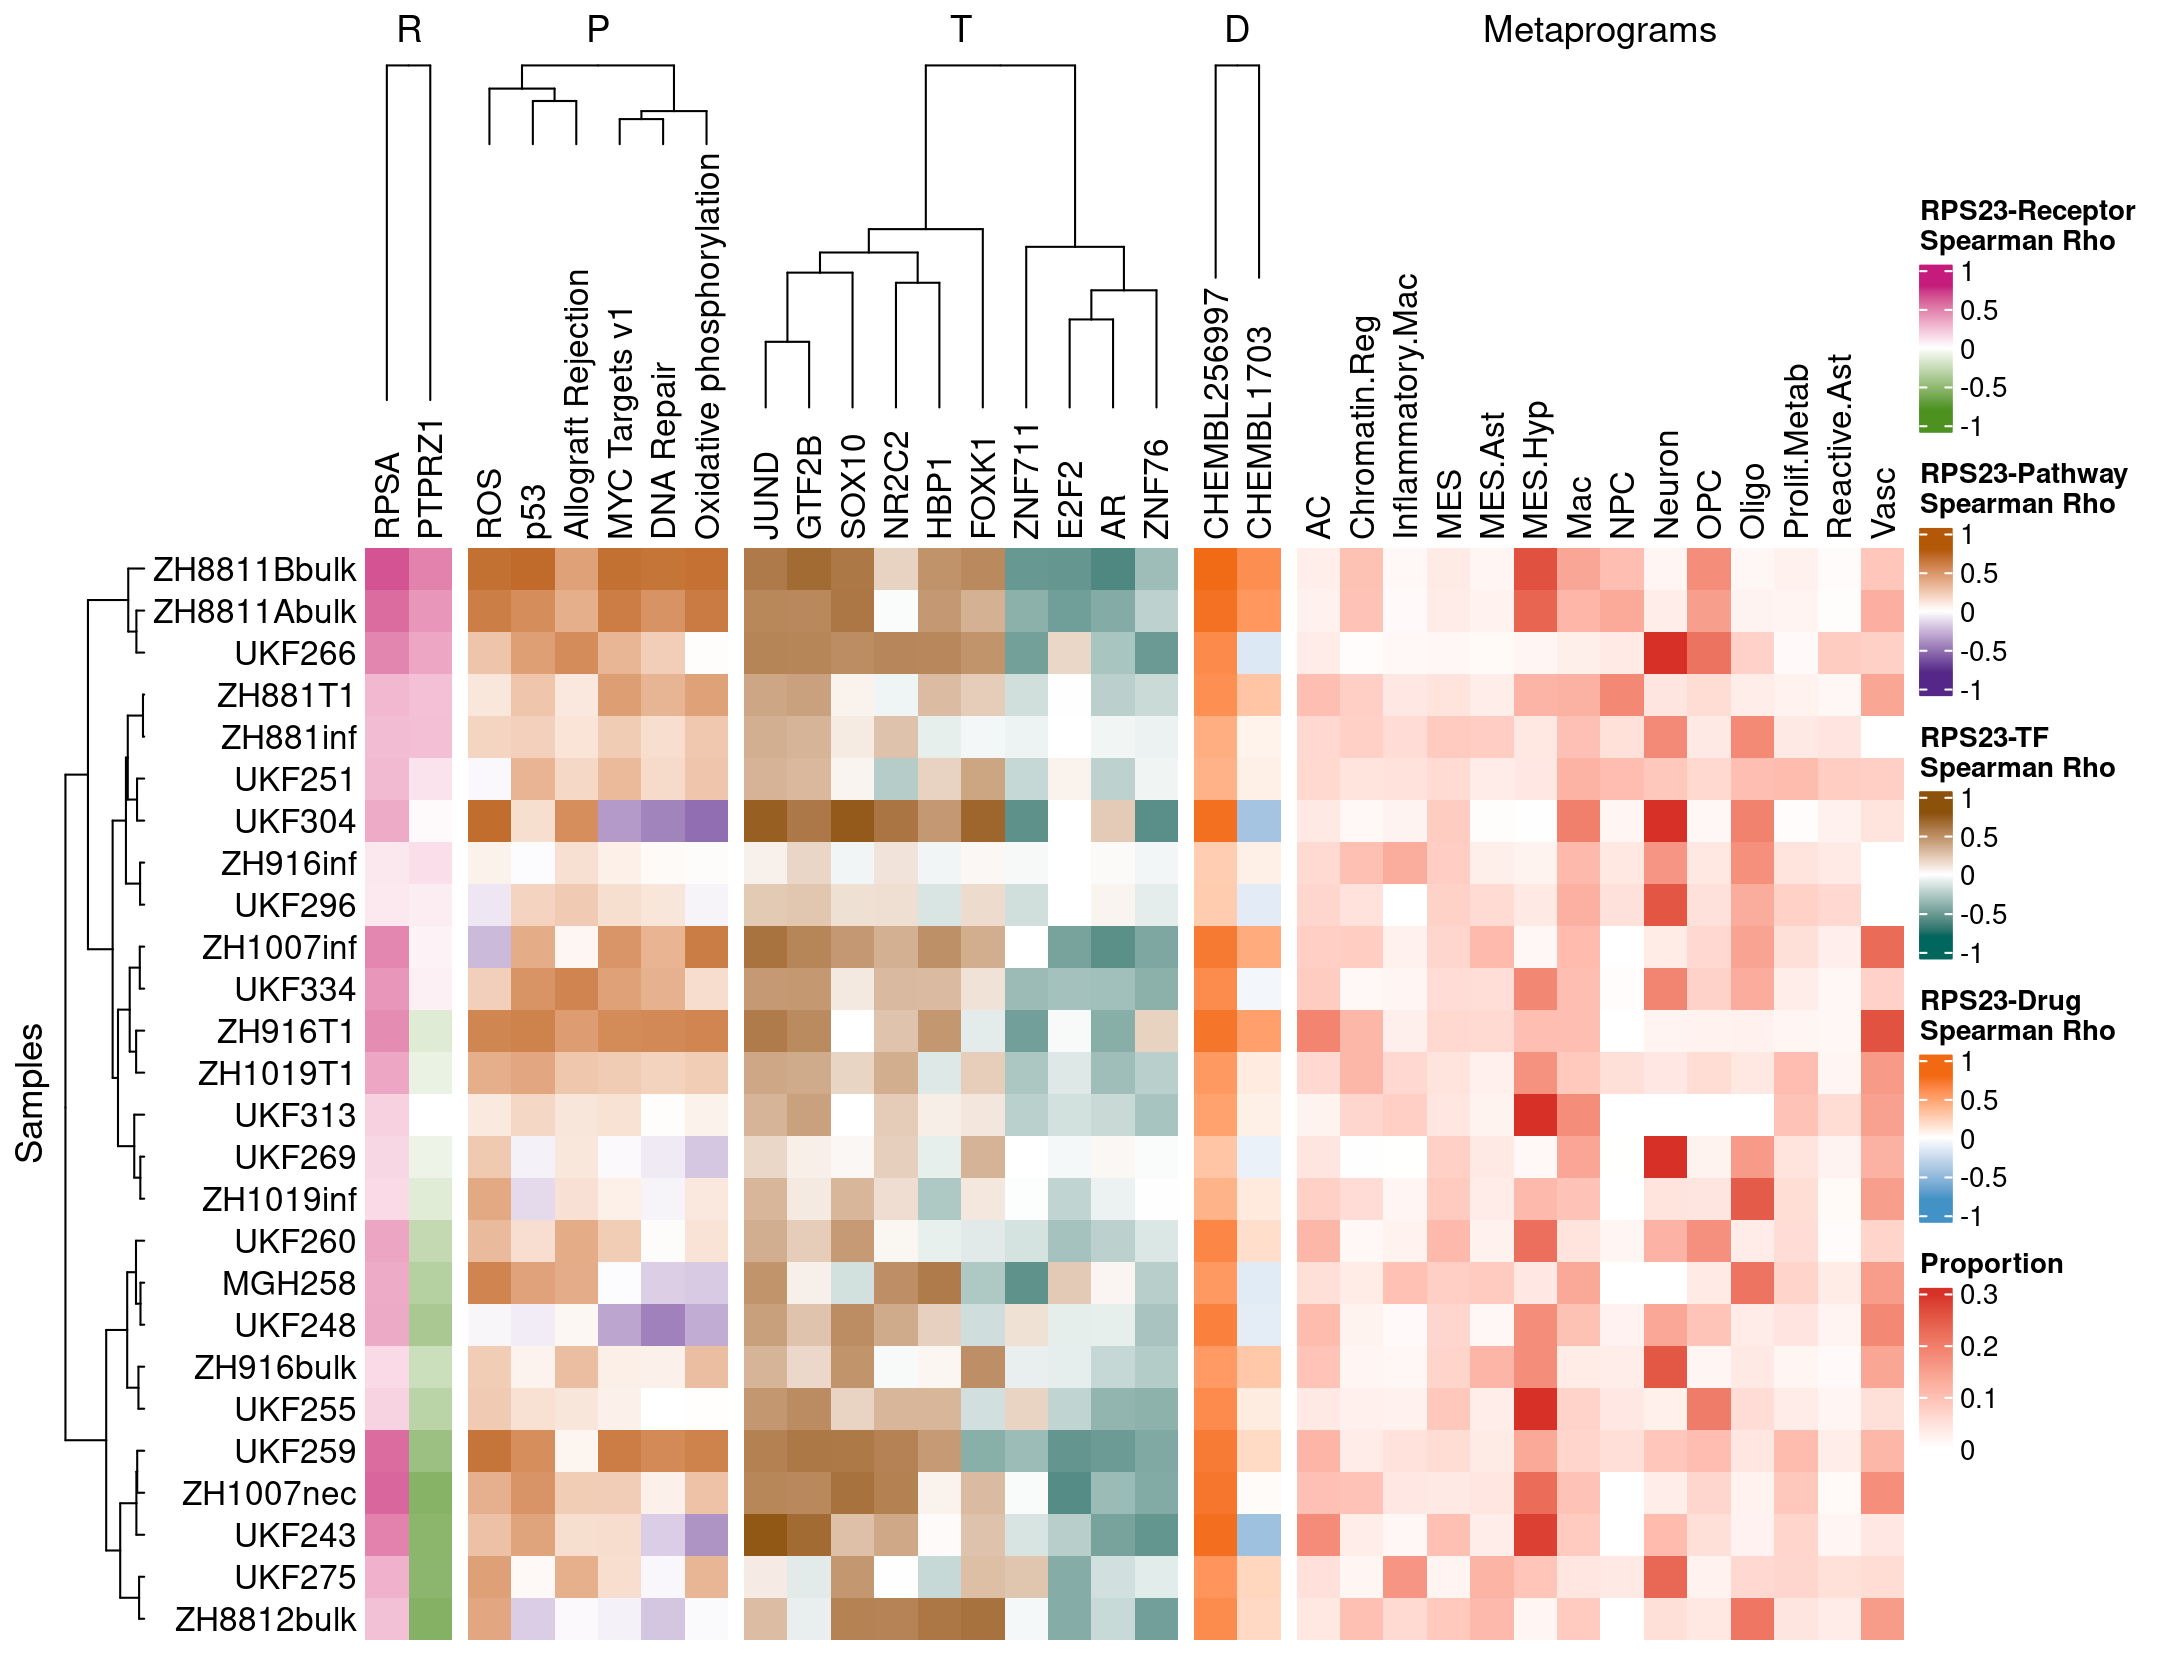 R P T D Metaprograms
RPSA
PTPRZ1
ROS
p53
Allograft Rejection
MYC Targets v1
DNA Repair
Oxidative phosphorylation
JUND
GTF2B
SOX10
NR2C2
HBP1
FOXK1
ZNF711
E2F2
AR
ZNF76
CHEMBL256997
CHEMBL1703
AC
Chromatin.Reg
Inflammatory.Mac
MES
MES.Ast
MES.Hyp
Mac
NPC
Neuron
OPC
Oligo
Prolif.Metab
Reactive.Ast
Vasc
Samples
ZH8811Bbulk
ZH8811Abulk
UKF266
ZH881T1
ZH881inf
UKF251
UKF304
ZH916inf
UKF296
ZH1007inf
UKF334
ZH916T1
ZH1019T1
UKF313
UKF269
ZH1019inf
UKF260
MGH258
UKF248
ZH916bulk
UKF255
UKF259
ZH1007nec
UKF243
UKF275
ZH8812bulk
RPS23-Receptor
Spearman Rho
1
0.5
0
-0.5
-1
RPS23-Pathway
Spearman Rho
1
0.5
0
-0.5
-1
RPS23-TF
Spearman Rho
1
0.5
0
-0.5
-1
RPS23-Drug
Spearman Rho
1
0.5
0
-0.5
-1
Proportion
0.3
0.2
0.1
0